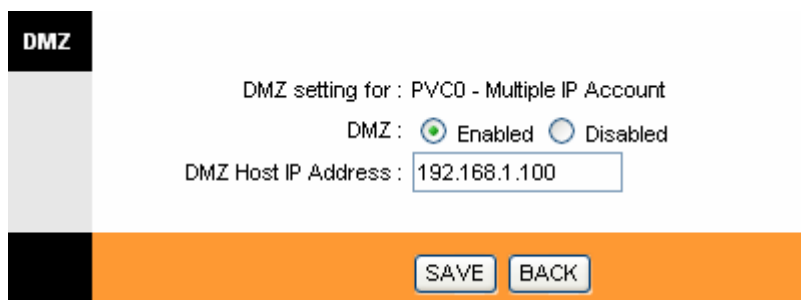 DMZ
DMZ setting for : PVC0 - Multiple IP Account
DMZ : Enabled Disabled
DMZ Host IP Address : 192.168.1.100
SAVE BACK